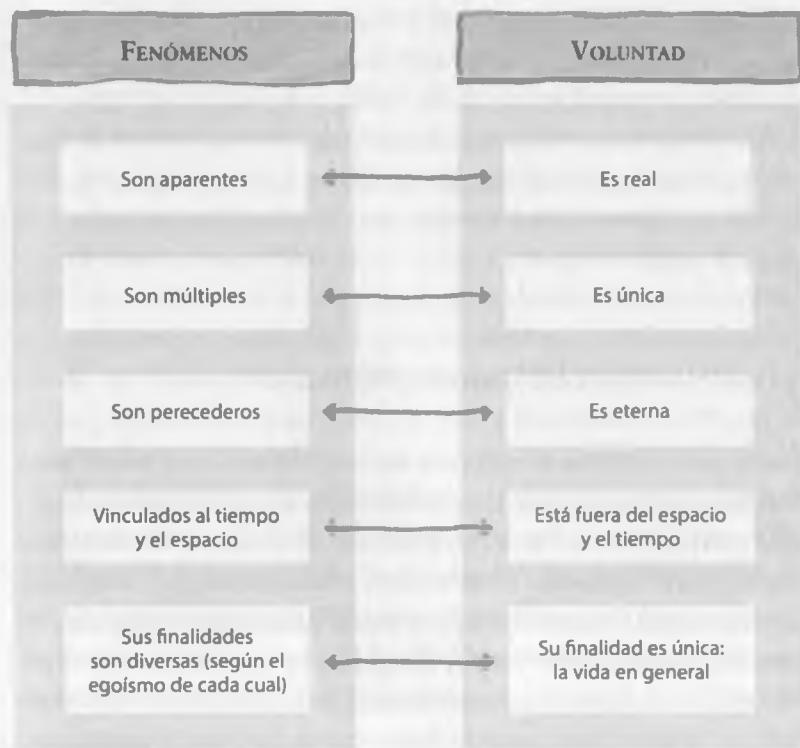 FENÓMENOS
VOLUNTAD
Son aparentes
Es real
Son múltiples
Es única
Son perecederos
Es eterna
Vinculados al tiempo
y el espacio
Está fuera del espacio
y el tiempo
Sus finalidades
son diversas (según el
egoísmo de cada cual)
Su finalidad es única:
la vida en general